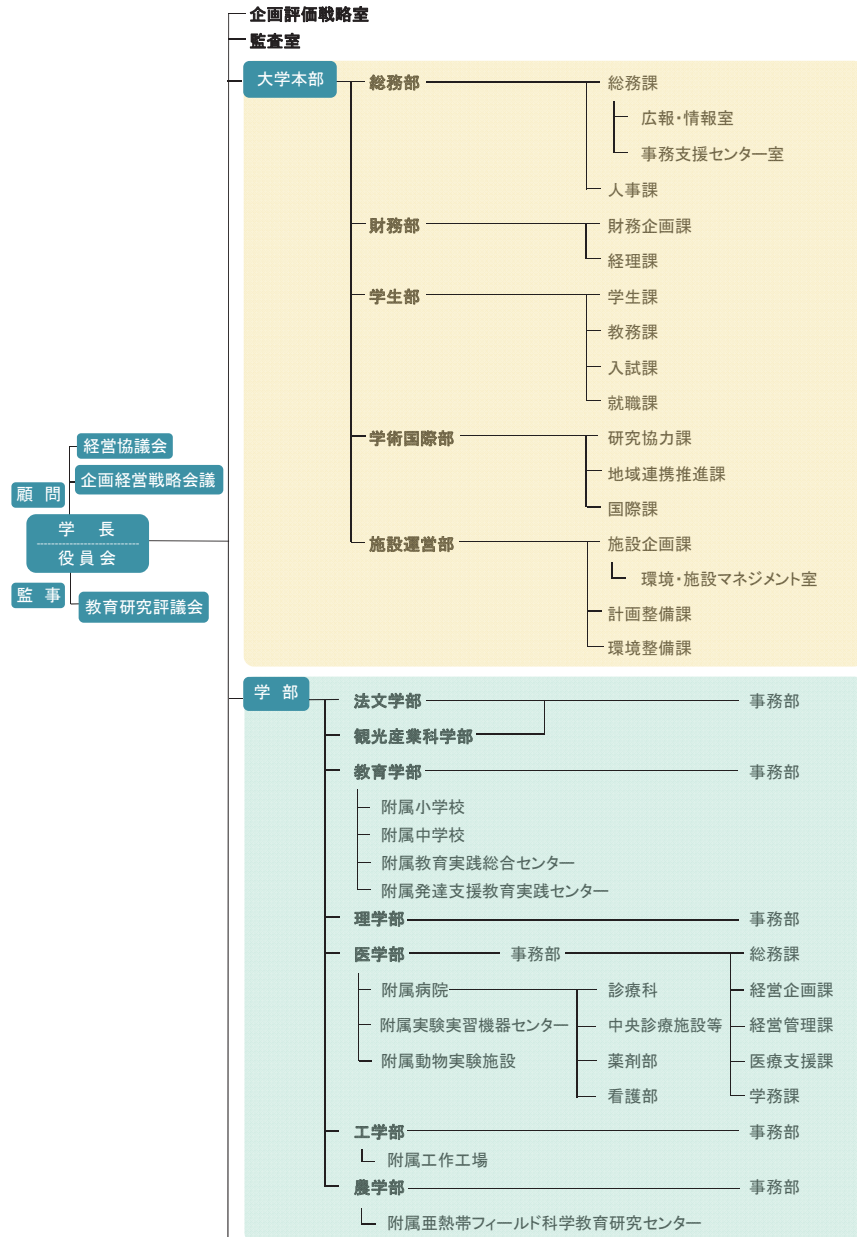 企画評価戦略室
監査室
大学本部
総務部 総務課
広報・情報室
事務支援センター室
人事課
財務部 財務企画課
経理課
学生部 学生課
教務課
入試課
就職課
学術国際部 研究協力課
地域連携推進課
国際課
施設運営部 施設企画課
環境・施設マネジメント室
計画整備課
環境整備課
経営協議会
企画経営戦略会議
顧 問
学 長
役員会
監 事
教育研究評議会
学 部
法文学部 事務部
観光産業科学部
教育学部 事務部
附属小学校
附属中学校
附属教育実践総合センター
附属発達支援教育実践センター
理学部 事務部
医学部 事務部 総務課
附属病院 診療科 経営企画課
附属実験実習機器センター 中央診療施設等 経営管理課
附属動物実験施設 薬剤部 医療支援課
看護部 学務課
工学部 事務部
附属工作工場
農学部 事務部
附属亜熱帯フィールド科学教育研究センター